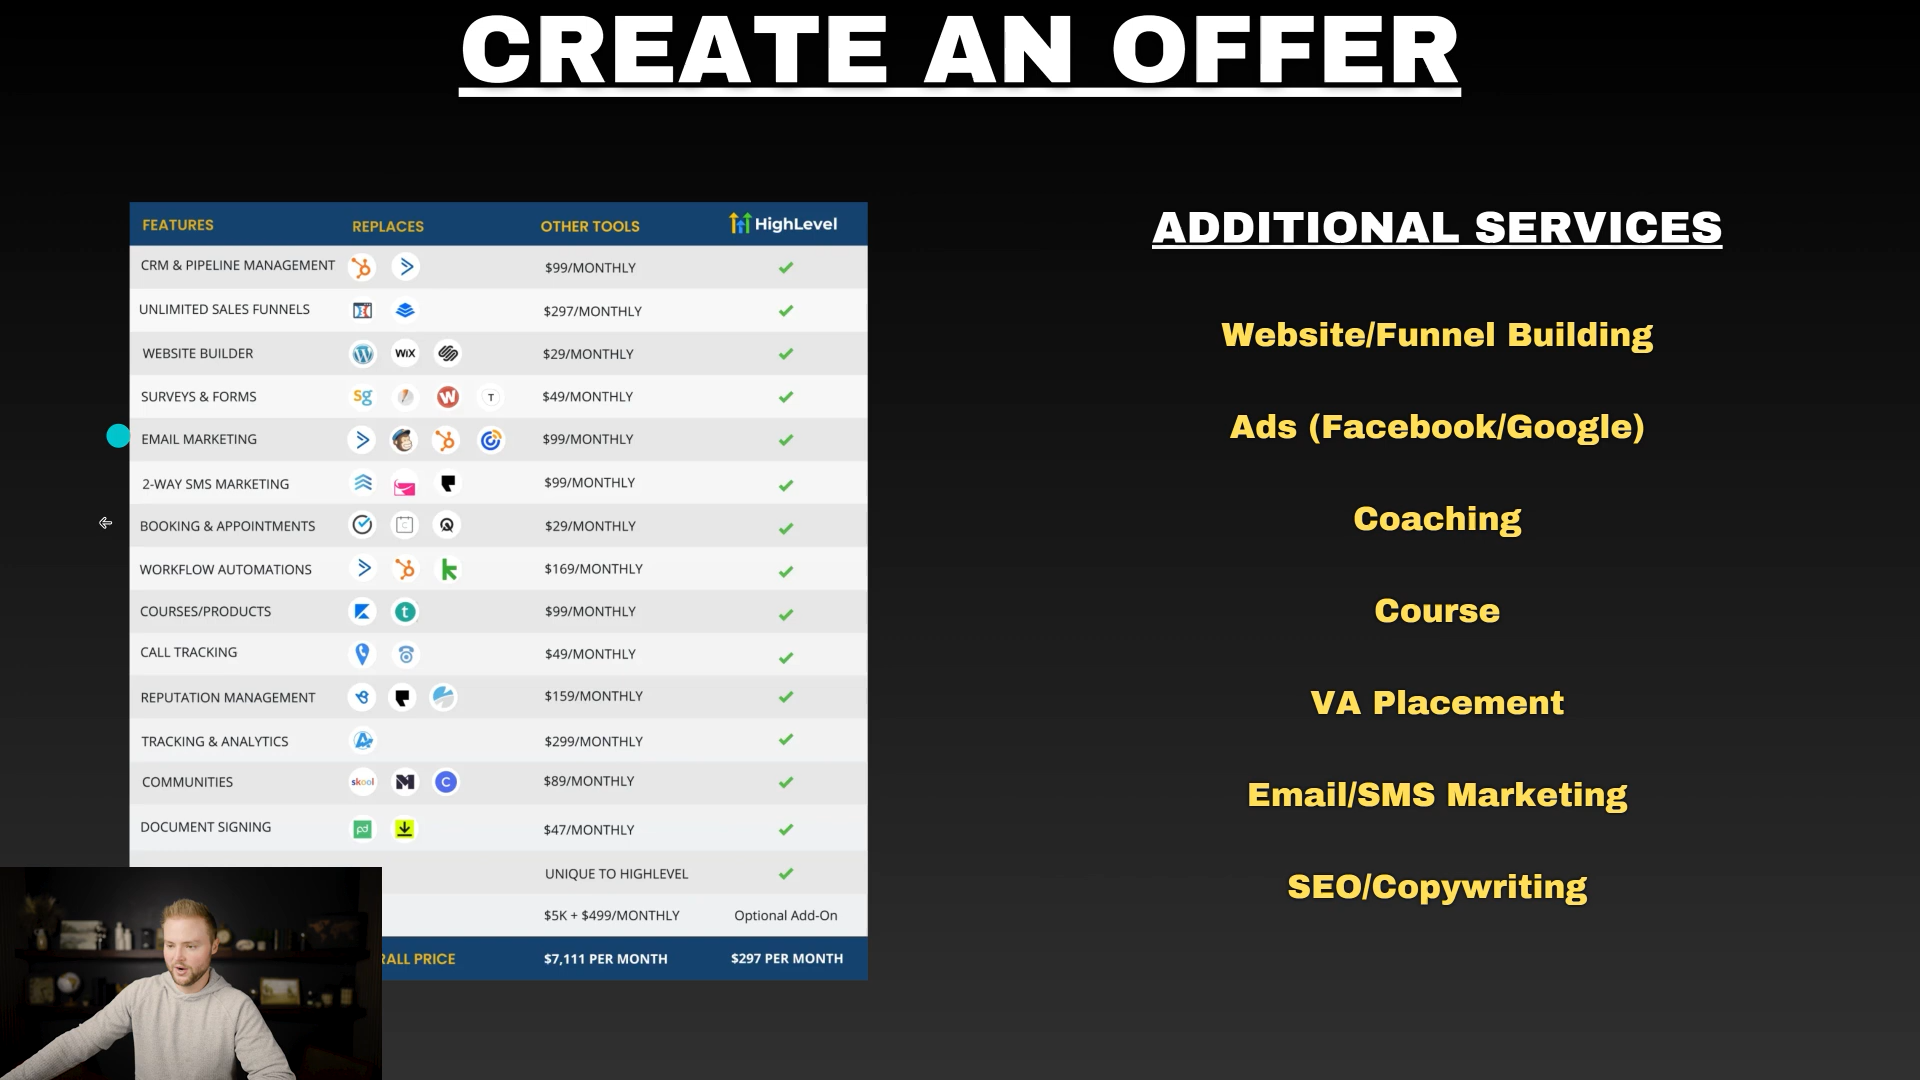 CREATE AN OFFER
FEATURES REPLACES OTHER TOOLS HighLevel
CRM & PIPELINE MANAGEMENT $99/MONTHLY
UNLIMITED SALES FUNNELS $297/MONTHLY
WEBSITE BUILDER WIX $29/MONTHLY
SURVEYS & FORMS sg W T $49/MONTHLY
EMAIL MARKETING $99/MONTHLY
2-WAY SMS MARKETING $99/MONTHLY
BOOKING & APPOINTMENTS $29/MONTHLY
WORKFLOW AUTOMATIONS k $169/MONTHLY
COURSES/PRODUCTS t $99/MONTHLY
CALL TRACKING $49/MONTHLY
REPUTATION MANAGEMENT $159/MONTHLY
TRACKING & ANALYTICS $299/MONTHLY
COMMUNITIES skool M C $89/MONTHLY
DOCUMENT SIGNING pd $47/MONTHLY
UNIQUE TO HIGHLEVEL
$5K + $499/MONTHLY Optional Add-On
RALL PRICE $7,111 PER MONTH $297 PER MONTH
ADDITIONAL SERVICES
Website/Funnel Building
Ads (Facebook/Google)
Coaching
Course
VA Placement
Email/SMS Marketing
SEO/Copywriting